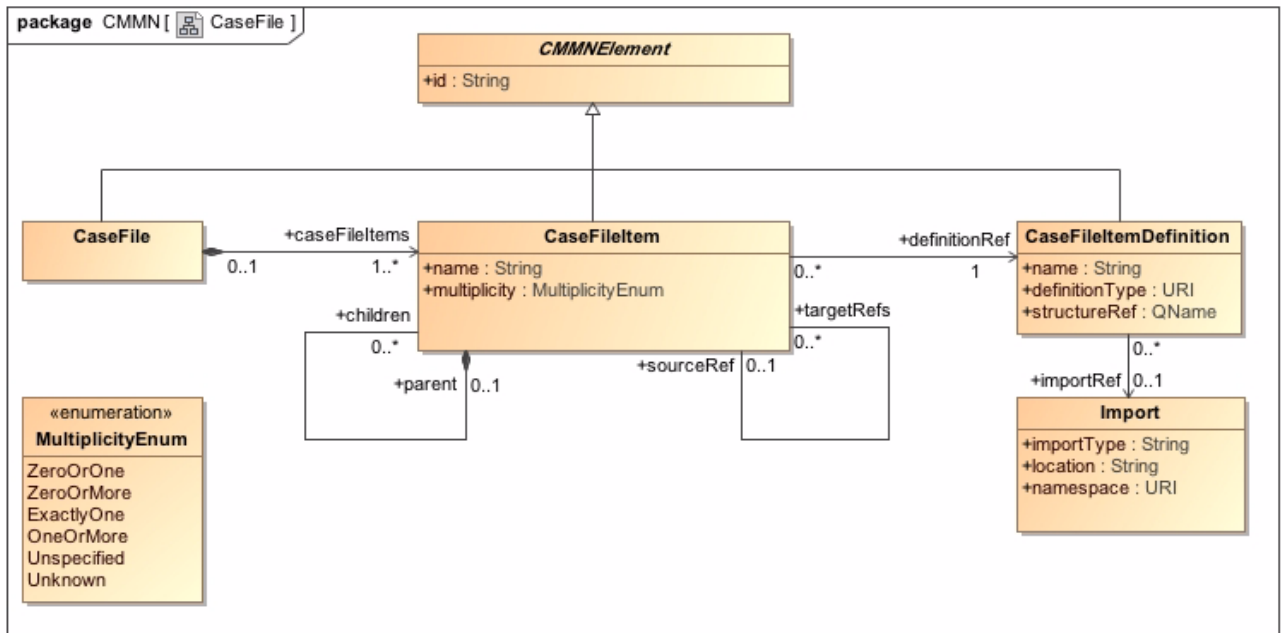 package CMMN [ CaseFile ]
CMMNElement
+id : String
CaseFile
+caseFileItems
0..1
1..*
CaseFileItem
+name : String
+multiplicity : MultiplicityEnum
+definitionRef
0..*
1
CaseFileItemDefinition
+name : String
+definitionType : URI
+structureRef : QName
+children
0..*
+parent
0..1
+targetRefs
0..*
+sourceRef
0..1
0..*
+importRef
0..1
Import
+importType : String
+location : String
+namespace : URI
«enumeration»
MultiplicityEnum
ZeroOrOne
ZeroOrMore
ExactlyOne
OneOrMore
Unspecified
Unknown